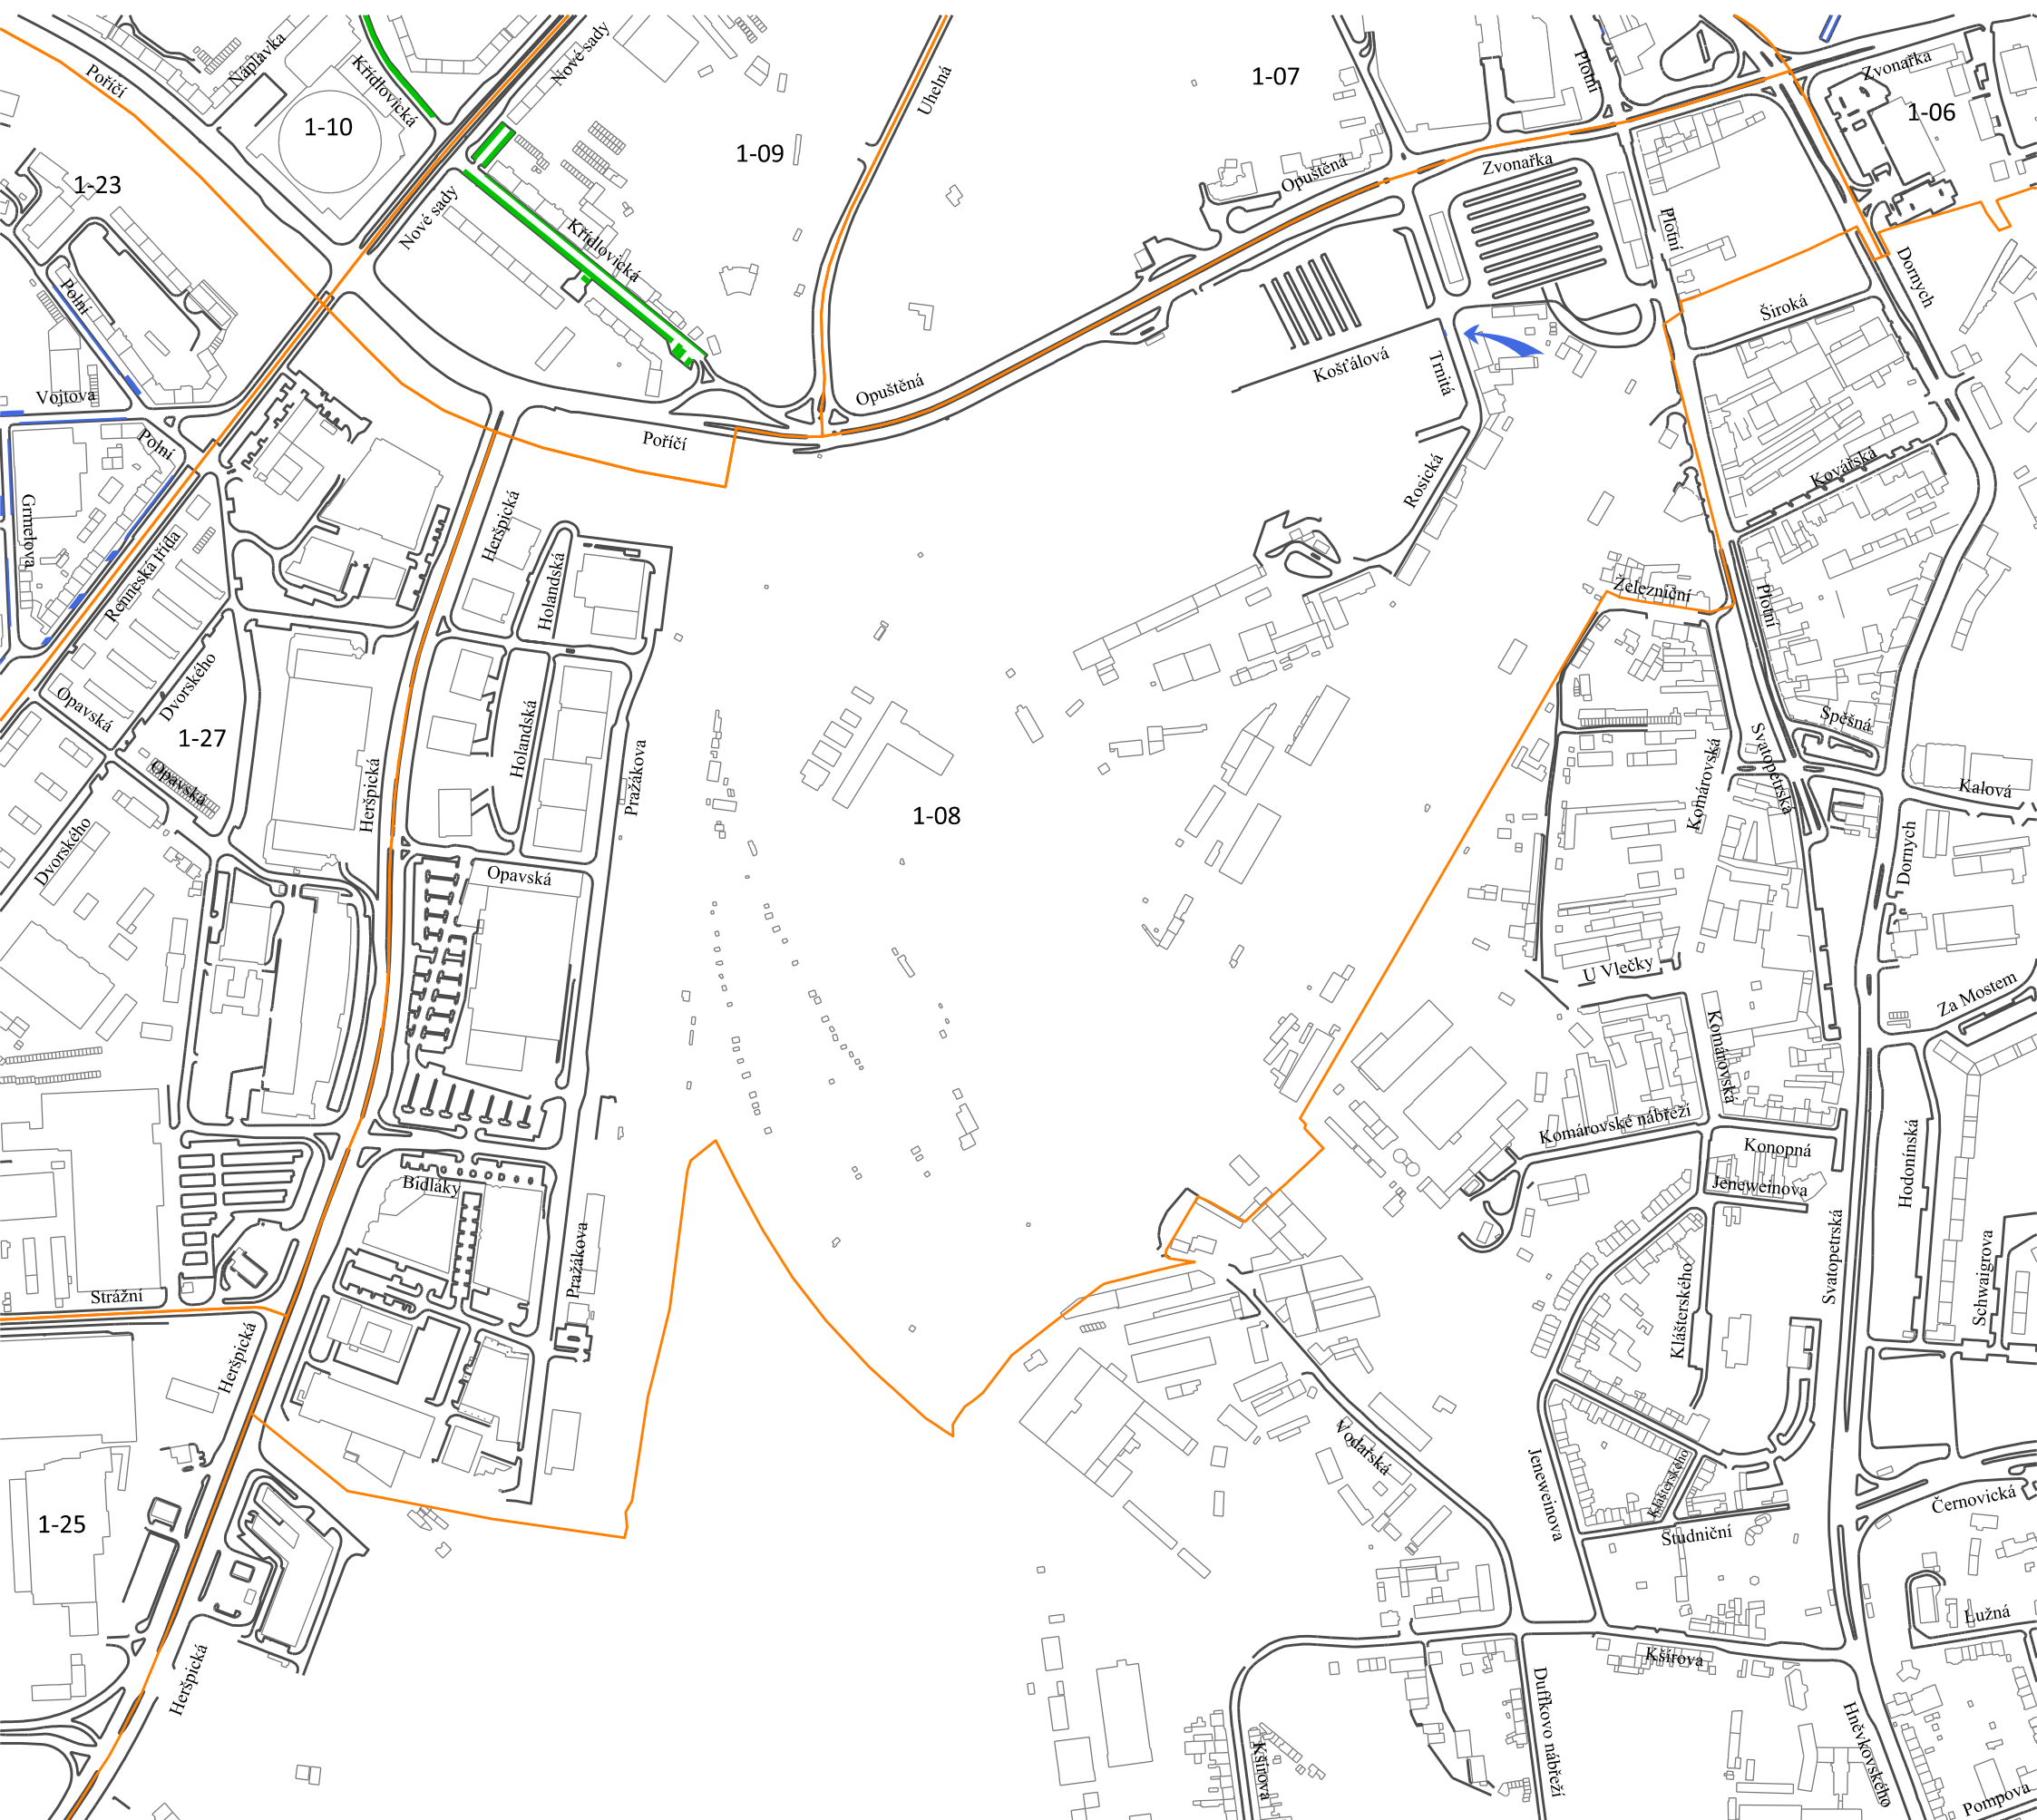 Nové sady
Náplavka
Poříčí
Křídlovická
Uhelná
1-07
Plotní
Zvonařka
1-06
1-10
1-09
1-23
Nové sady
Křídlovická
Opuštěná
Zvonařka
Plotní
Dornych
Polní
Široká
Košťálová
Trnitá
Vojtova
Opuštěná
Polní
Poříčí
Rosická
Kovářská
Grmelova
Heršpická
Renneská třída
Holandská
Železniční
Plotní
Dvorského
Opavská
1-27
Holandská
Pražákova
Heršpická
Spěšná
Svatopetrská
Komárovská
Kalová
Opavská
1-08
Dvorského
Dornych
Opavská
U Vlečky
Za Mostem
Komárovská
Komárovské nábřeží
Konopná
Jeneweinova
Hodonínská
Bidláky
Pražákova
Svatopetrská
Schwaigrova
Klášterského
Strážní
Heršpická
Vodařská
Jeneweinova
Klášterského
Černovická
1-25
Studniční
Lužná
Kšírova
Heršpická
Duffkovo nábřeží
Hněvkovského
Kšírova
Pompova